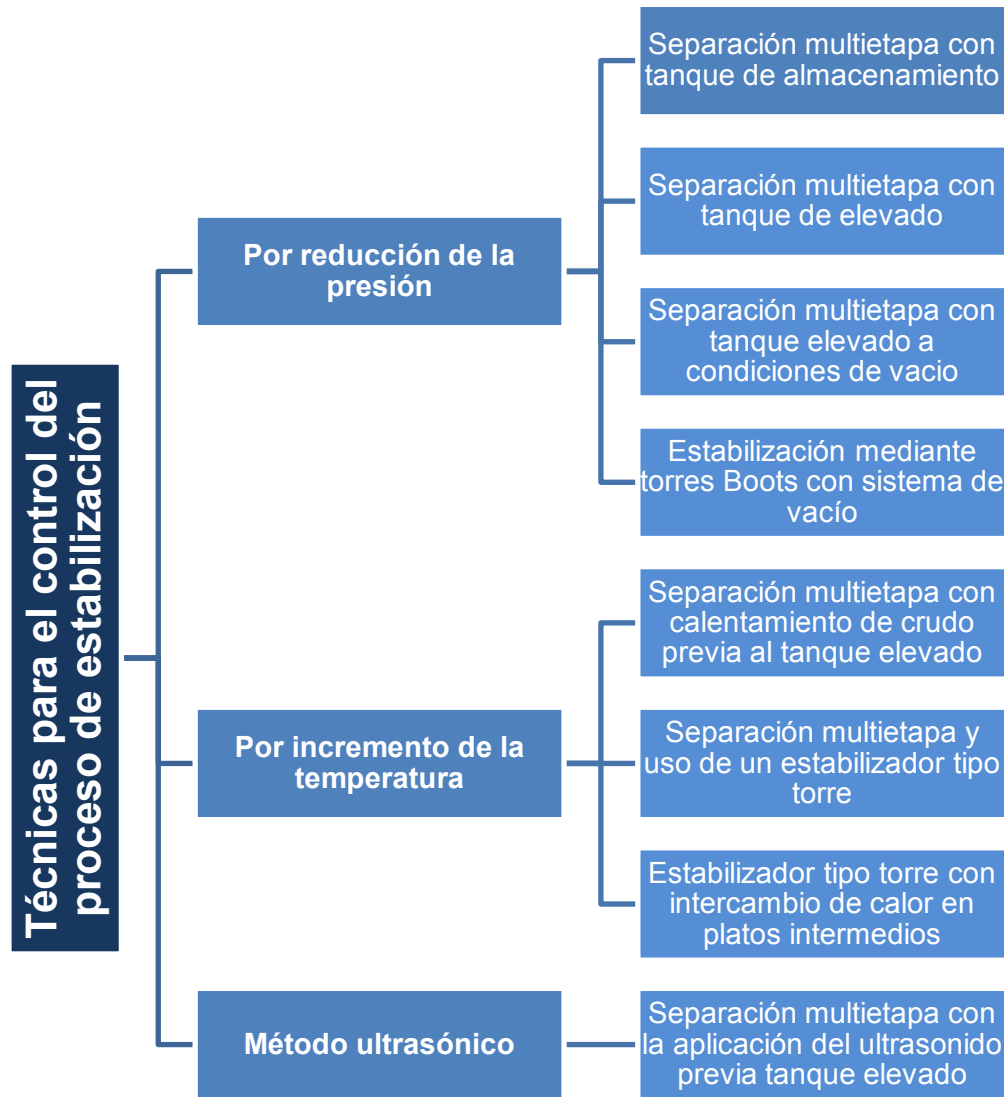 Técnicas para el control del
proceso de estabilización
Por reducción de la
presión
Separación multietapa con
tanque de almacenamiento
Separación multietapa con
tanque de elevado
Separación multietapa con
tanque elevado a
condiciones de vacio
Estabilización mediante
torres Boots con sistema de
vacío
Por incremento de la
temperatura
Separación multietapa con
calentamiento de crudo
previa al tanque elevado
Separación multietapa y
uso de un estabilizador tipo
torre
Estabilizador tipo torre con
intercambio de calor en
platos intermedios
Método ultrasónico
Separación multietapa con
la aplicación del ultrasonido
previa tanque elevado